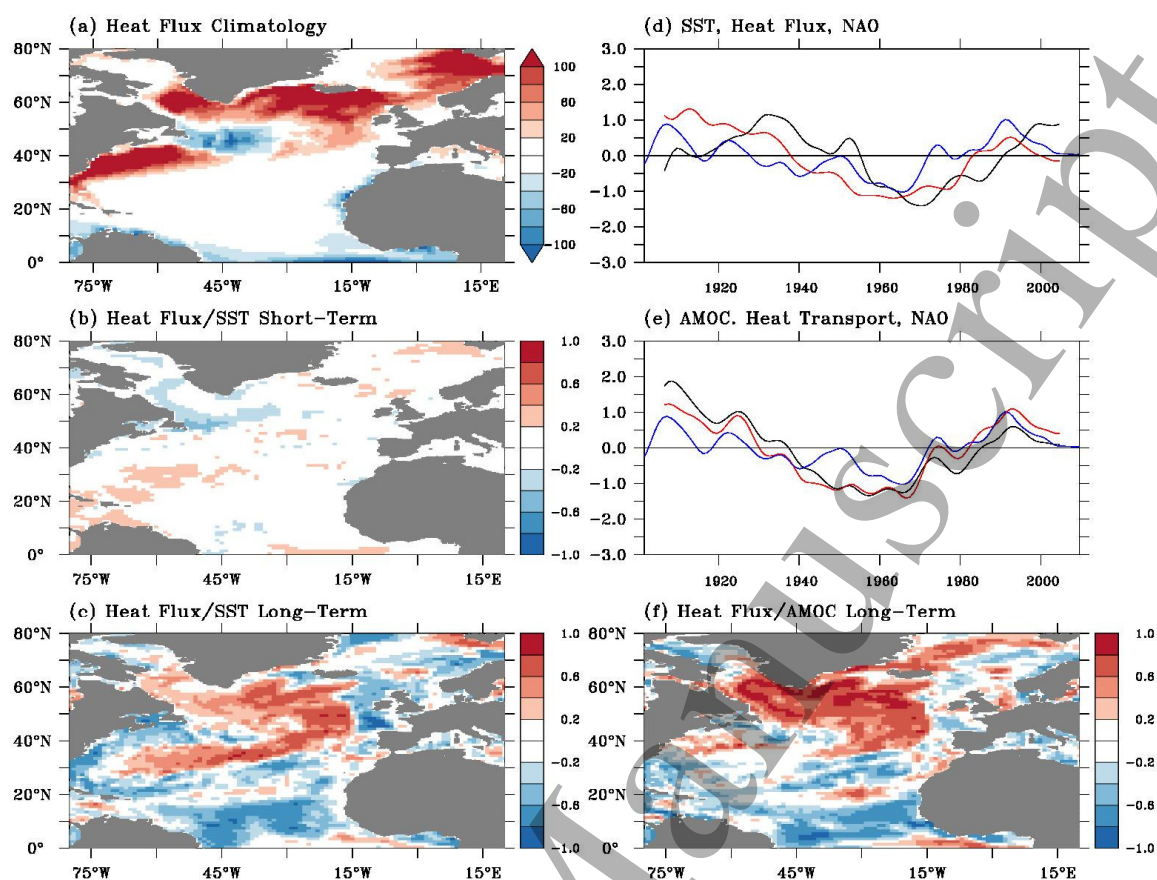 (a) Heat Flux Climatology
80°N
60°N
40°N
20°N
0°
75°W
45°W
15°W
15°E
100
60
20
-20
-60
-100
(d) SST, Heat Flux, NAO
3.0
2.0
1.0
0.0
-1.0
-2.0
-3.0
1920
1940
1960
1980
2000
(b) Heat Flux/SST Short-Term
80°N
60°N
40°N
20°N
0°
75°W
45°W
15°W
15°E
1.0
0.6
0.2
-0.2
-0.6
-1.0
(e) AMOC. Heat Transport, NAO
3.0
2.0
1.0
0.0
-1.0
-2.0
-3.0
1920
1940
1960
1980
2000
(c) Heat Flux/SST Long-Term
80°N
60°N
40°N
20°N
0°
75°W
45°W
15°W
15°E
1.0
0.6
0.2
-0.2
-0.6
-1.0
(f) Heat Flux/AMOC Long-Term
80°N
60°N
40°N
20°N
0°
75°W
45°W
15°W
15°E
1.0
0.6
0.2
-0.2
-0.6
-1.0
Manuscript